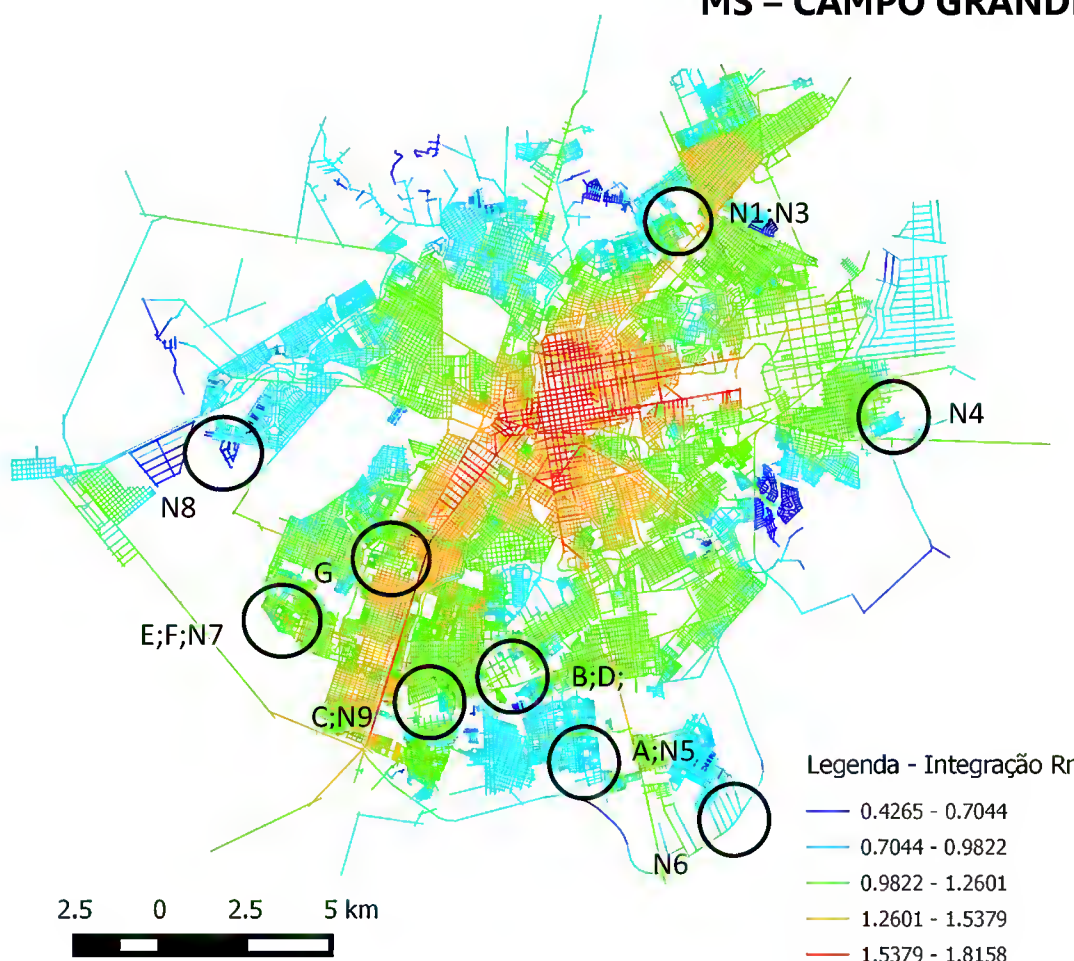 MS – CAMPO GRANDE
N1;N3
N4
N8
G
E;F;N7
B;D;
C;N9
A;N5
N6
Legenda - Integração Rn
0.4265 - 0.7044
0.7044 - 0.9822
0.9822 - 1.2601
1.2601 - 1.5379
1.5379 - 1.8158
2.5 0 2.5 5 km